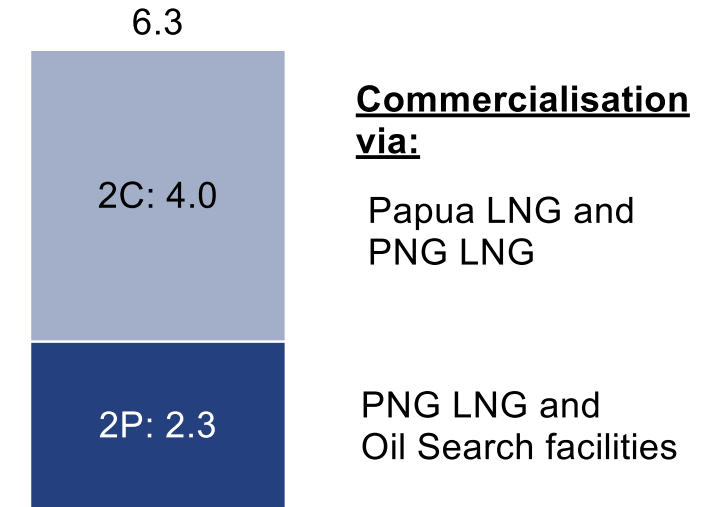 6.3
Commercialisation
via:
2C: 4.0
Papua LNG and
PNG LNG
2P: 2.3
PNG LNG and
Oil Search facilities